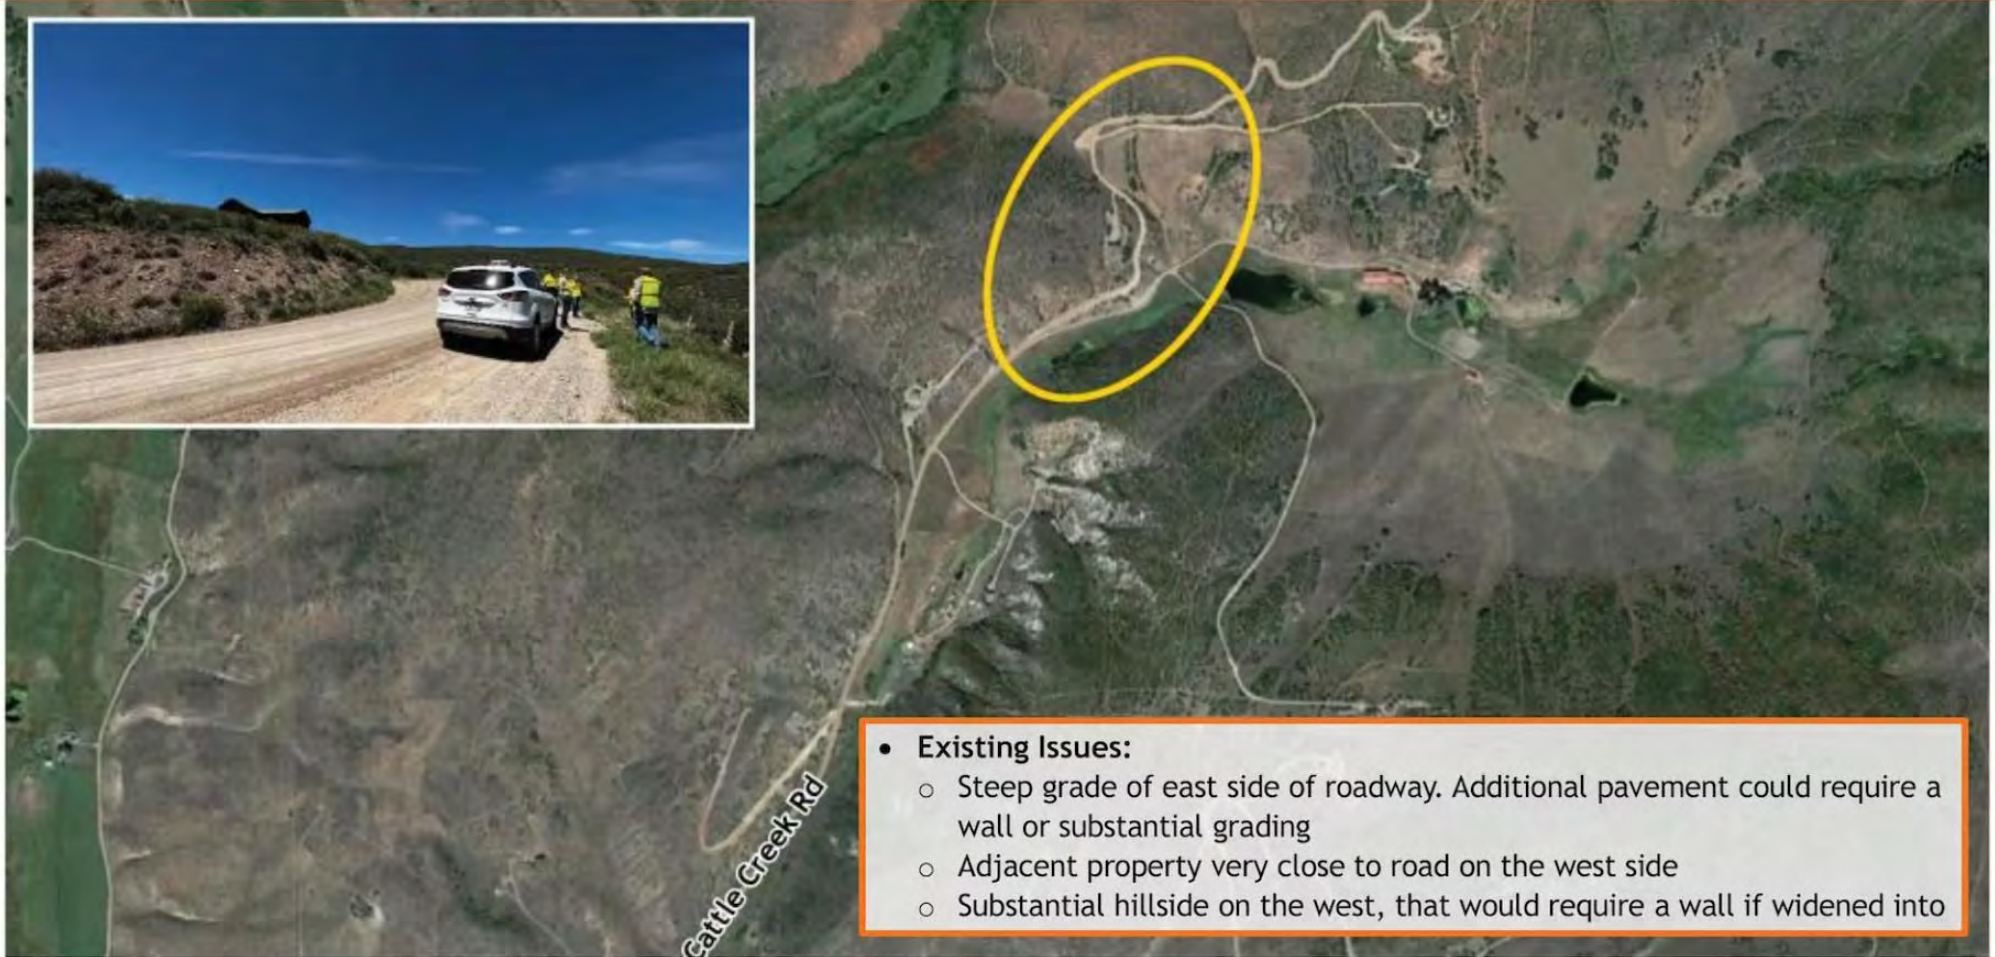 • Existing Issues:
o Steep grade of east side of roadway. Additional pavement could require a
wall or substantial grading
o Adjacent property very close to road on the west side
o Substantial hillside on the west, that would require a wall if widened into
Cattle Creek Rd